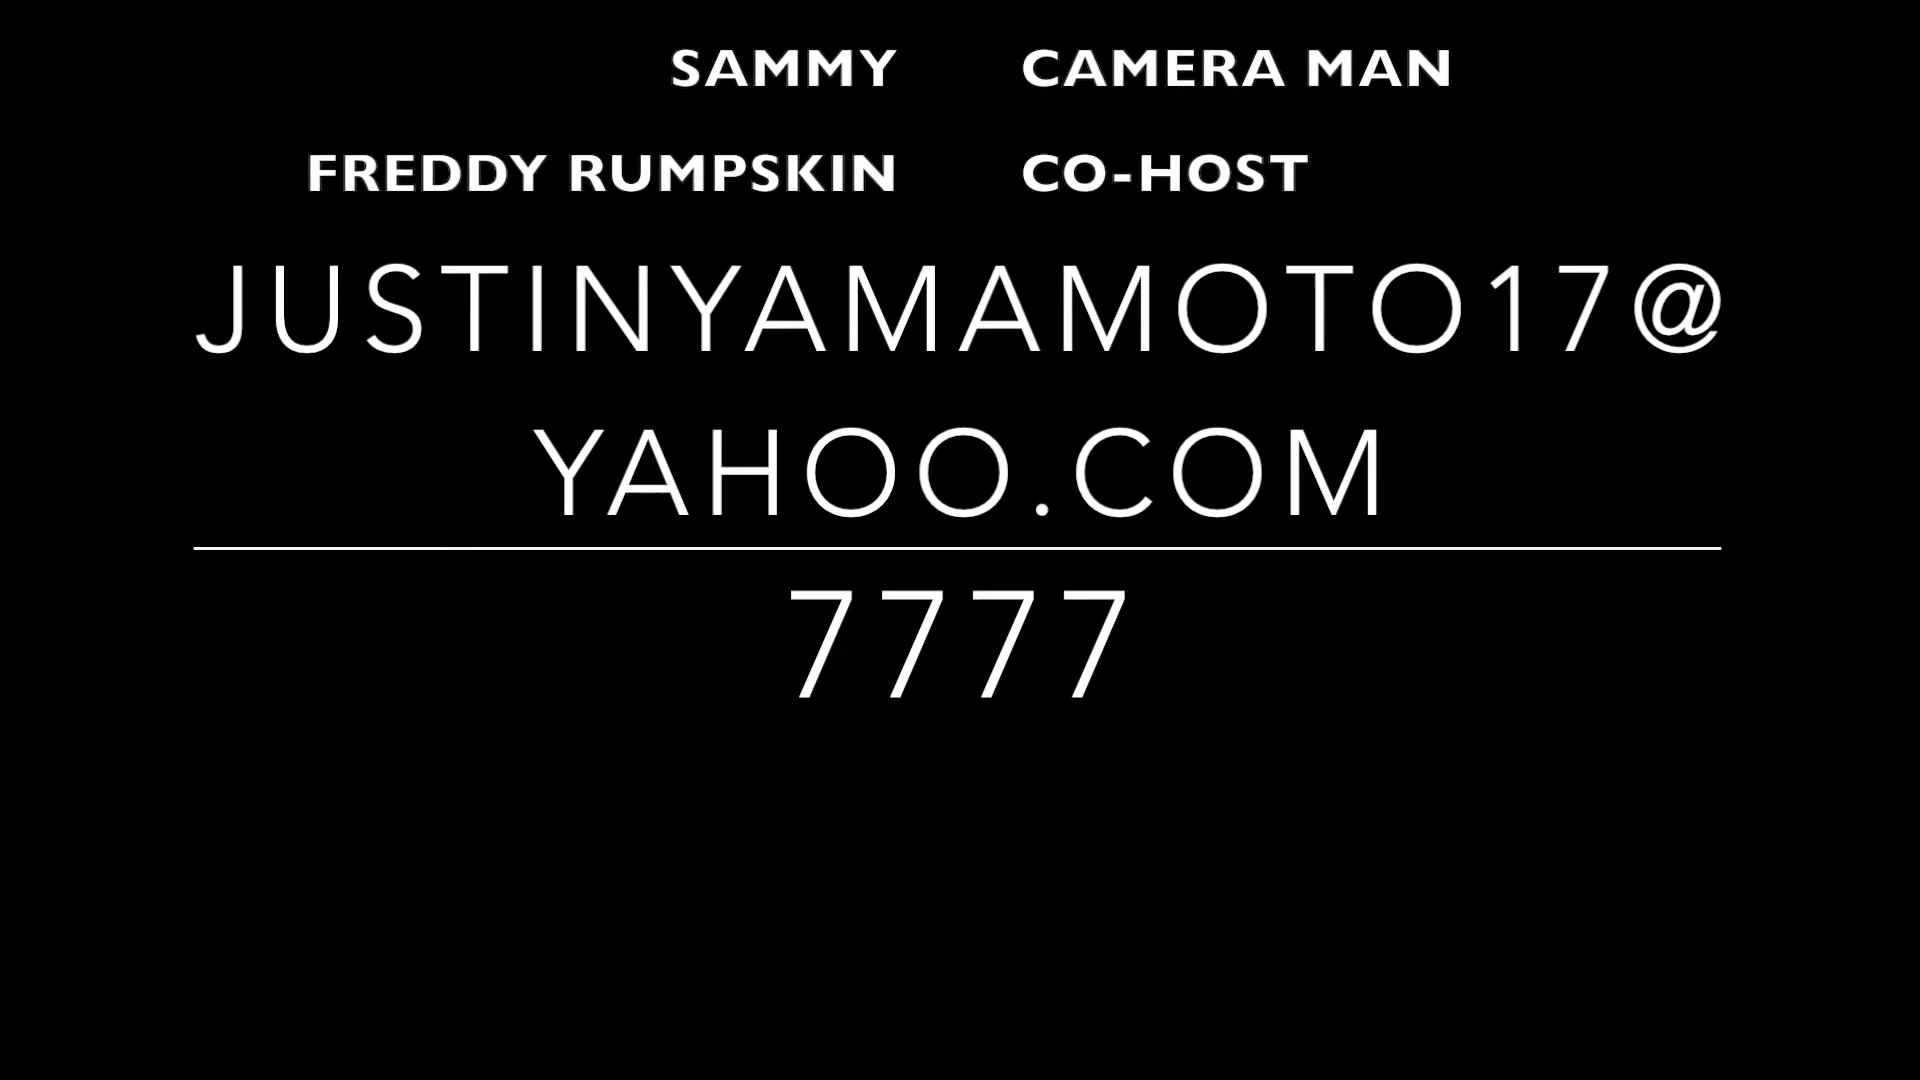 SAMMY CAMERA MAN
FREDDY RUMPSKIN CO-HOST
JUSTINYAMAMOTO17@
YAHOO.COM
7777